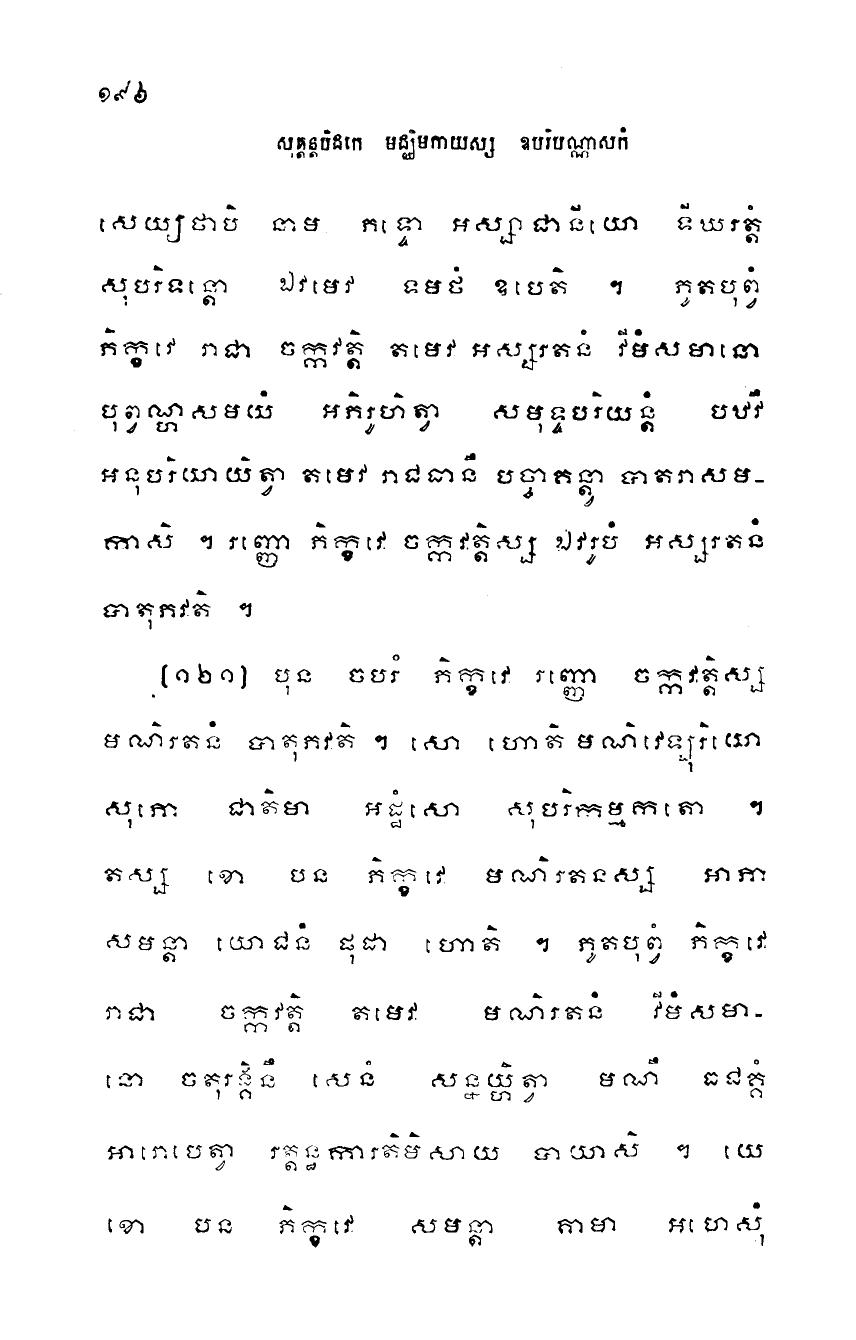 ១៩៦
សុត្តន្តបិដកេ មជ្ឈិមនិកាយស្ស ឧបរិបណ្ណាសកំ
សេយ្យថាបិ នាម ភទ្ទោ អស្សាជានីយោ ទីឃរត្តំ
សុបរិទន្តោ ឯវមេវ ទមថំ ឧបេតិ ។ ភូតបុព្វំ
ភិក្ខវេ រាជា ចក្កវត្តិ តមេវ អស្សរតនំ វីមំសមានោ
បុព្វណ្ហសមយំ អភិរូហិត្វា សមុទ្ទបរិយន្តំ បឋវឹ
អនុបរិយាយិត្វា តមេវ រាជធានឹ បច្ចាគន្ត្វា បាតរាសម-
កាសិ ។ រញ្ញោ ភិក្ខវេ ចក្កវត្តិស្ស ឯវរូបំ អស្សរតនំ
បាតុភវតិ ។
(១២១) បុន ចបរំ ភិក្ខវេ រញ្ញោ ចក្កវត្តិស្ស
មណិរតនំ បាតុភវតិ ។ សោ ហោតិ មណិវេឡុរិយោ
សុភោ ជាតិមា អដ្ឋំសោ សុបរិកម្មកតោ ។
តស្ស ខោ បន ភិក្ខវេ មណិរតនស្ស អាភា
សមន្តា យោជនំ ផុដា ហោតិ ។ ភូតបុព្វំ ភិក្ខវេ
រាជា ចក្កវត្តិ តមេវ មណិរតនំ វីមំសមា-
នោ ចតុរង្គិនឹ សេនំ សន្នយ្ហិត្វា មណឹ ធជគ្គំ
អារោបេត្វា រត្តន្ធការតិមិសាយ បាយាសិ ។ យេ
ខោ បន ភិក្ខវេ សមន្តា គាមា អហេសុំ